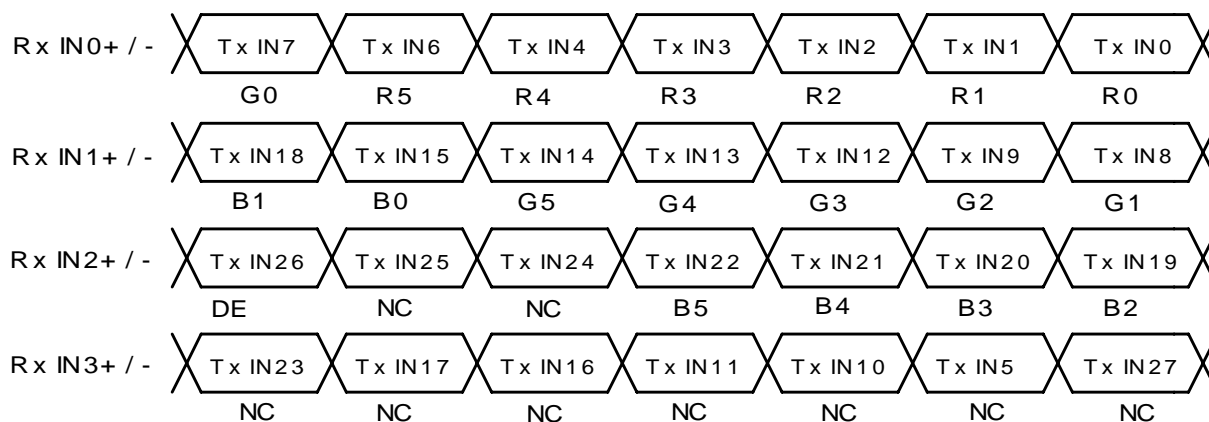 Rx IN0+ / - Tx IN7 Tx IN6 Tx IN4 Tx IN3 Tx IN2 Tx IN1 Tx IN0
G0 R5 R4 R3 R2 R1 R0
Rx IN1+ / - Tx IN18 Tx IN15 Tx IN14 Tx IN13 Tx IN12 Tx IN9 Tx IN8
B1 B0 G5 G4 G3 G2 G1
Rx IN2+ / - Tx IN26 Tx IN25 Tx IN24 Tx IN22 Tx IN21 Tx IN20 Tx IN19
DE NC NC B5 B4 B3 B2
Rx IN3+ / - Tx IN23 Tx IN17 Tx IN16 Tx IN11 Tx IN10 Tx IN5 Tx IN27
NC NC NC NC NC NC NC